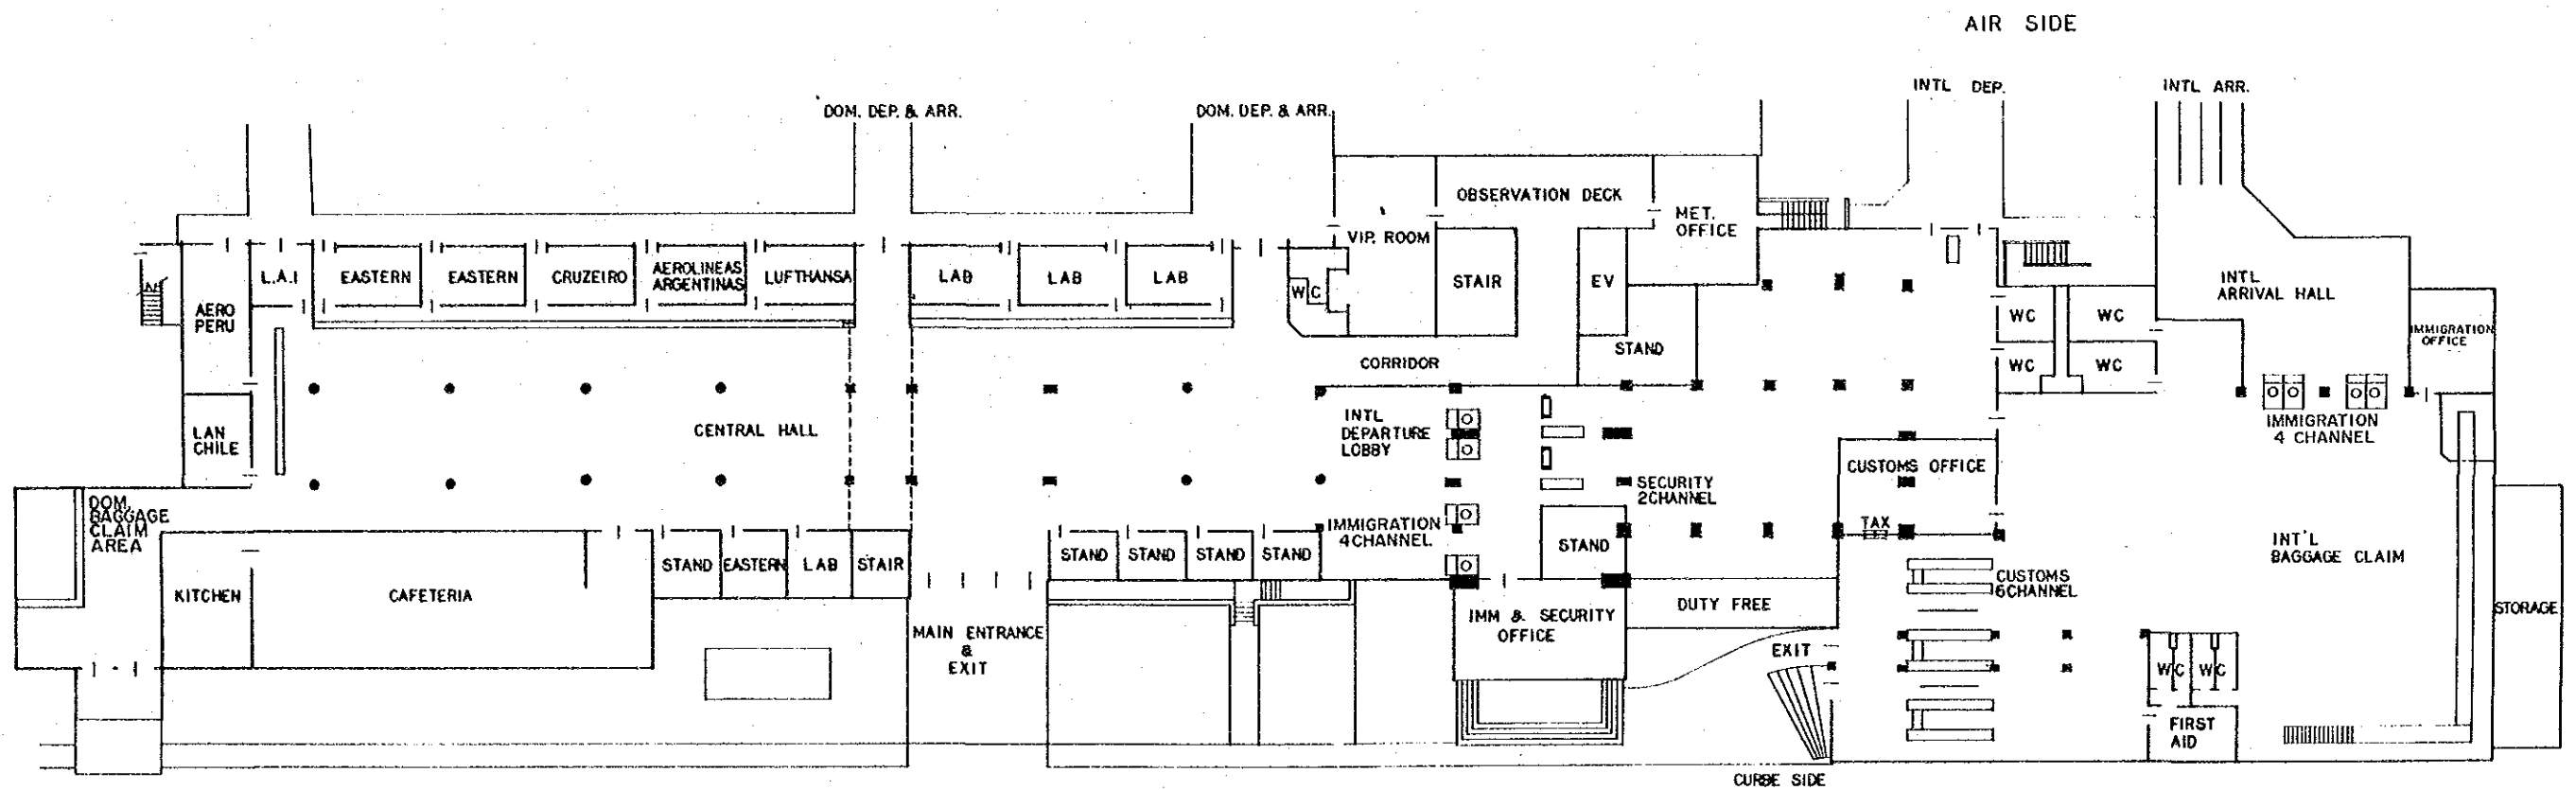 AIR SIDE
INTL DEP.
INTL ARR.
DOM. DEP. & ARR.
DOM. DEP. & ARR.
OBSERVATION DECK
MET.
OFFICE
VIP. ROOM
L.A.I
EASTERN
EASTERN
CRUZEIRO
AEROLINEAS
ARGENTINAS
LUFTHANSA
LAB
LAB
LAB
WC
STAIR
EV
INTL
ARRIVAL HALL
AERO
PERU
WC
WC
IMMIGRATION
OFFICE
STAND
CORRIDOR
WC
WC
LAN
CHILE
CENTRAL HALL
INTL
DEPARTURE
LOBBY
IMMIGRATION
4 CHANNEL
CUSTOMS OFFICE
SECURITY
2CHANNEL
DOM.
BAGGAGE
CLAIM
AREA
IMMIGRATION
4CHANNEL
TAX
STAND
EASTERN
LAB
STAIR
STAND
STAND
STAND
STAND
STAND
INT'L
BAGGAGE CLAIM
KITCHEN
CAFETERIA
CUSTOMS
6CHANNEL
DUTY FREE
STORAGE
IMM & SECURITY
OFFICE
MAIN ENTRANCE
&
EXIT
EXIT
WC
WC
FIRST
AID
CURBE SIDE